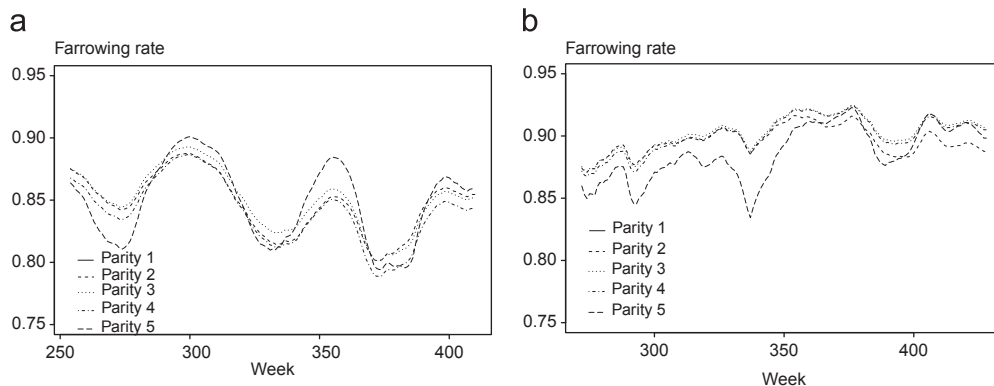 a
Farrowing rate
0.95
0.90
0.85
0.80
0.75
Parity 1
Parity 2
Parity 3
Parity 4
Parity 5
250 300 350 400
Week
b
Farrowing rate
0.95
0.90
0.85
0.80
0.75
Parity 1
Parity 2
Parity 3
Parity 4
Parity 5
300 350 400
Week